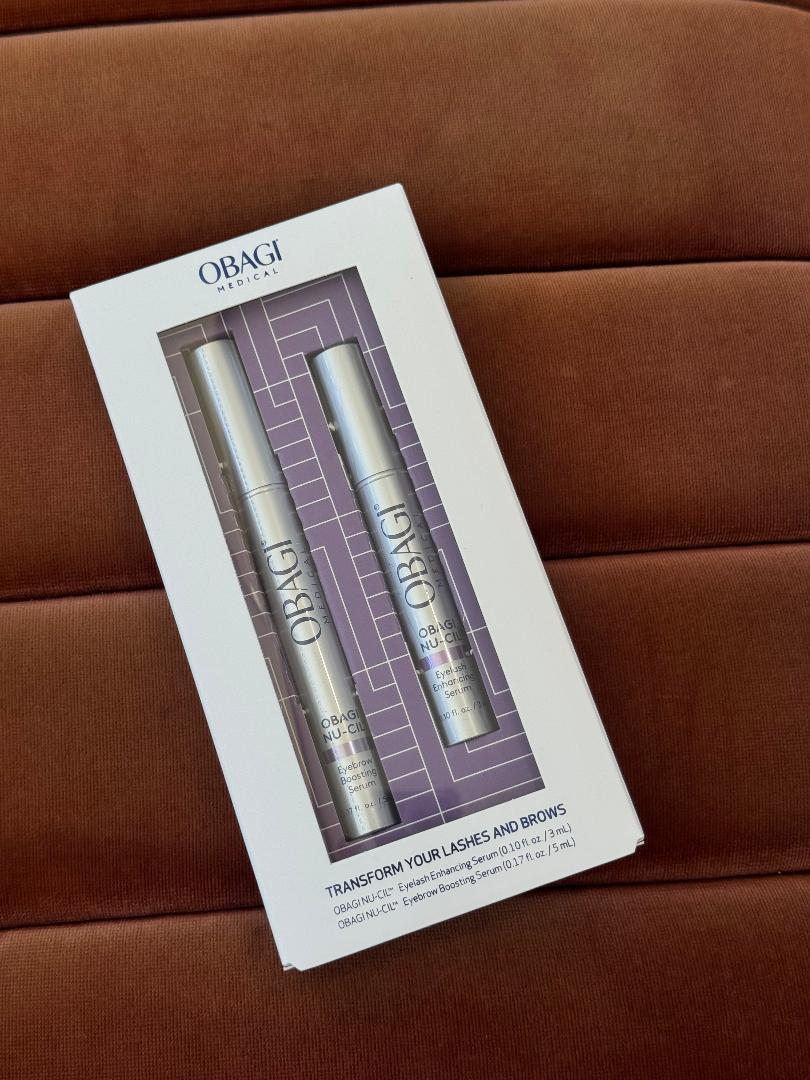 OBAGI
MEDICAL
OBAGI®
MEDICAL
OBAGI
NU-CIL
Eyebrow
Boosting
Serum
OBAGI®
MEDICAL
OBAGI
NU-CIL
Eyelash
Enhancing
Serum
TRANSFORM YOUR LASHES AND BROWS
OBAGI NU-CIL™ Eyelash Enhancing Serum (0.10 fl. oz. / 3 mL)
OBAGI NU-CIL™ Eyebrow Boosting Serum (0.17 fl. oz. / 5 mL)